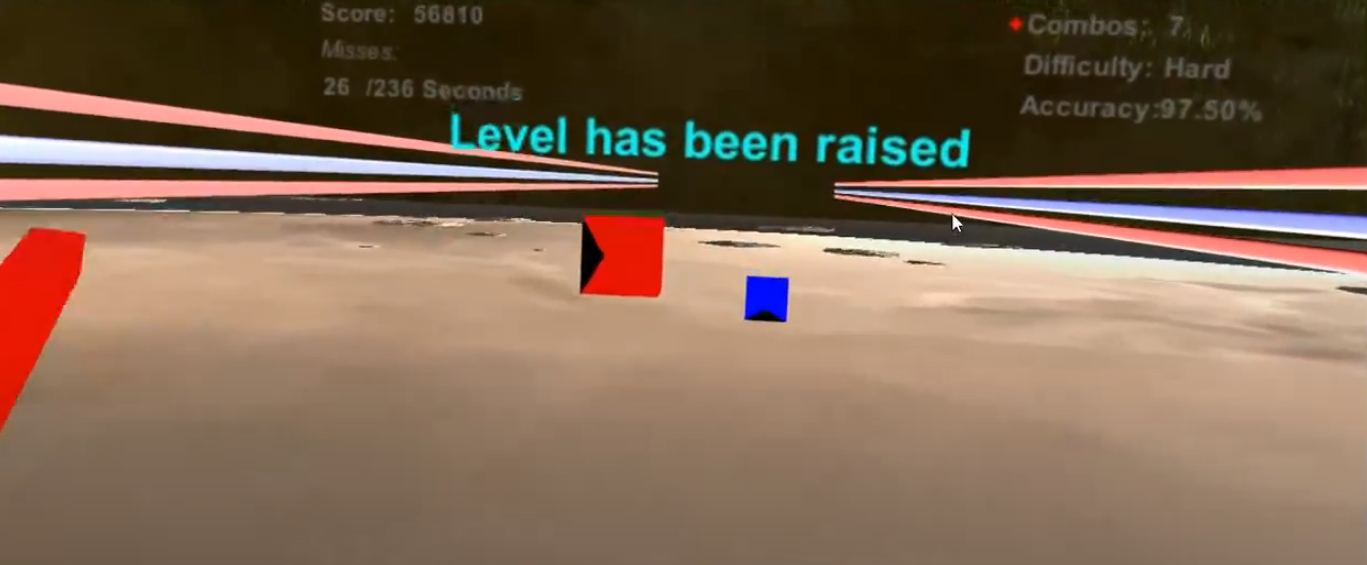 Score: 56810
Misses:
26 /236 Seconds
Combos: 7
Difficulty: Hard
Accuracy:97.50%
Level has been raised